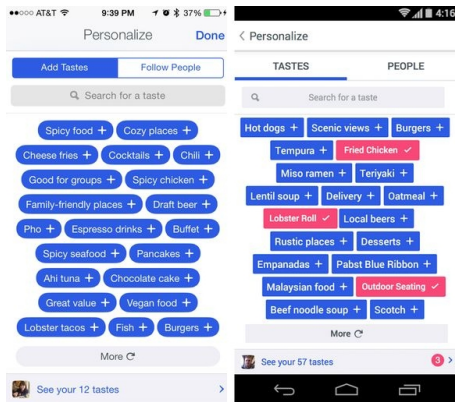 AT&T 9:39 PM 37%
Personalize Done
Add Tastes Follow People
Search for a taste
Spicy food + Cozy places +
Cheese fries + Cocktails + Chili +
Good for groups + Spicy chicken +
Family-friendly places + Draft beer +
Pho + Espresso drinks + Buffet +
Spicy seafood + Pancakes +
Ahi tuna + Chocolate cake +
Great value + Vegan food +
Lobster tacos + Fish + Burgers +
More
See your 12 tastes >
4:16
< Personalize
TASTES PEOPLE
Search for a taste
Hot dogs + Scenic views + Burgers +
Tempura + Fried Chicken ✓
Miso ramen + Teriyaki +
Lentil soup + Delivery + Oatmeal +
Lobster Roll ✓ Local beers +
Rustic places + Desserts +
Empanadas + Pabst Blue Ribbon +
Malaysian food + Outdoor Seating ✓
Beef noodle soup + Scotch +
More
See your 57 tastes 3 >